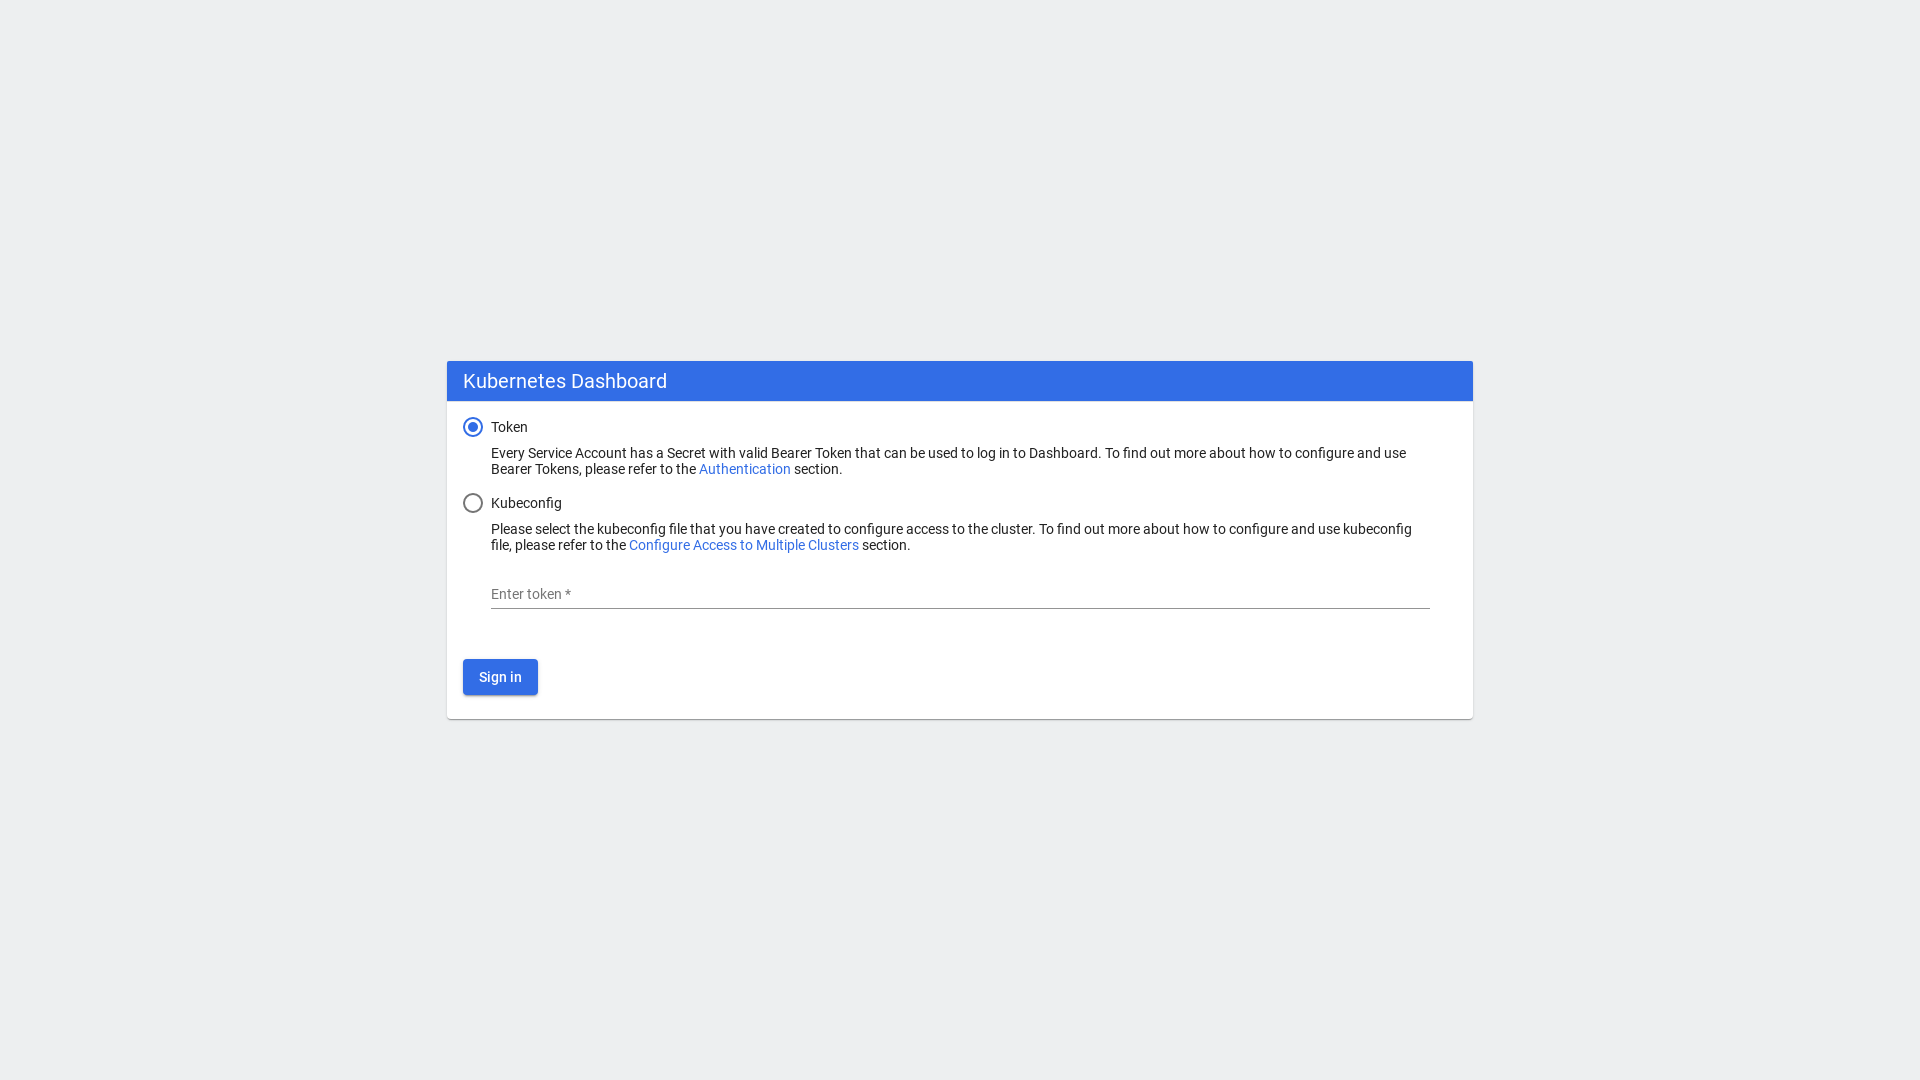 Kubernetes Dashboard
Token
Every Service Account has a Secret with valid Bearer Token that can be used to log in to Dashboard. To find out more about how to configure and use
Bearer Tokens, please refer to the Authentication section.
Kubeconfig
Please select the kubeconfig file that you have created to configure access to the cluster. To find out more about how to configure and use kubeconfig
file, please refer to the Configure Access to Multiple Clusters section.
Enter token *
Sign in